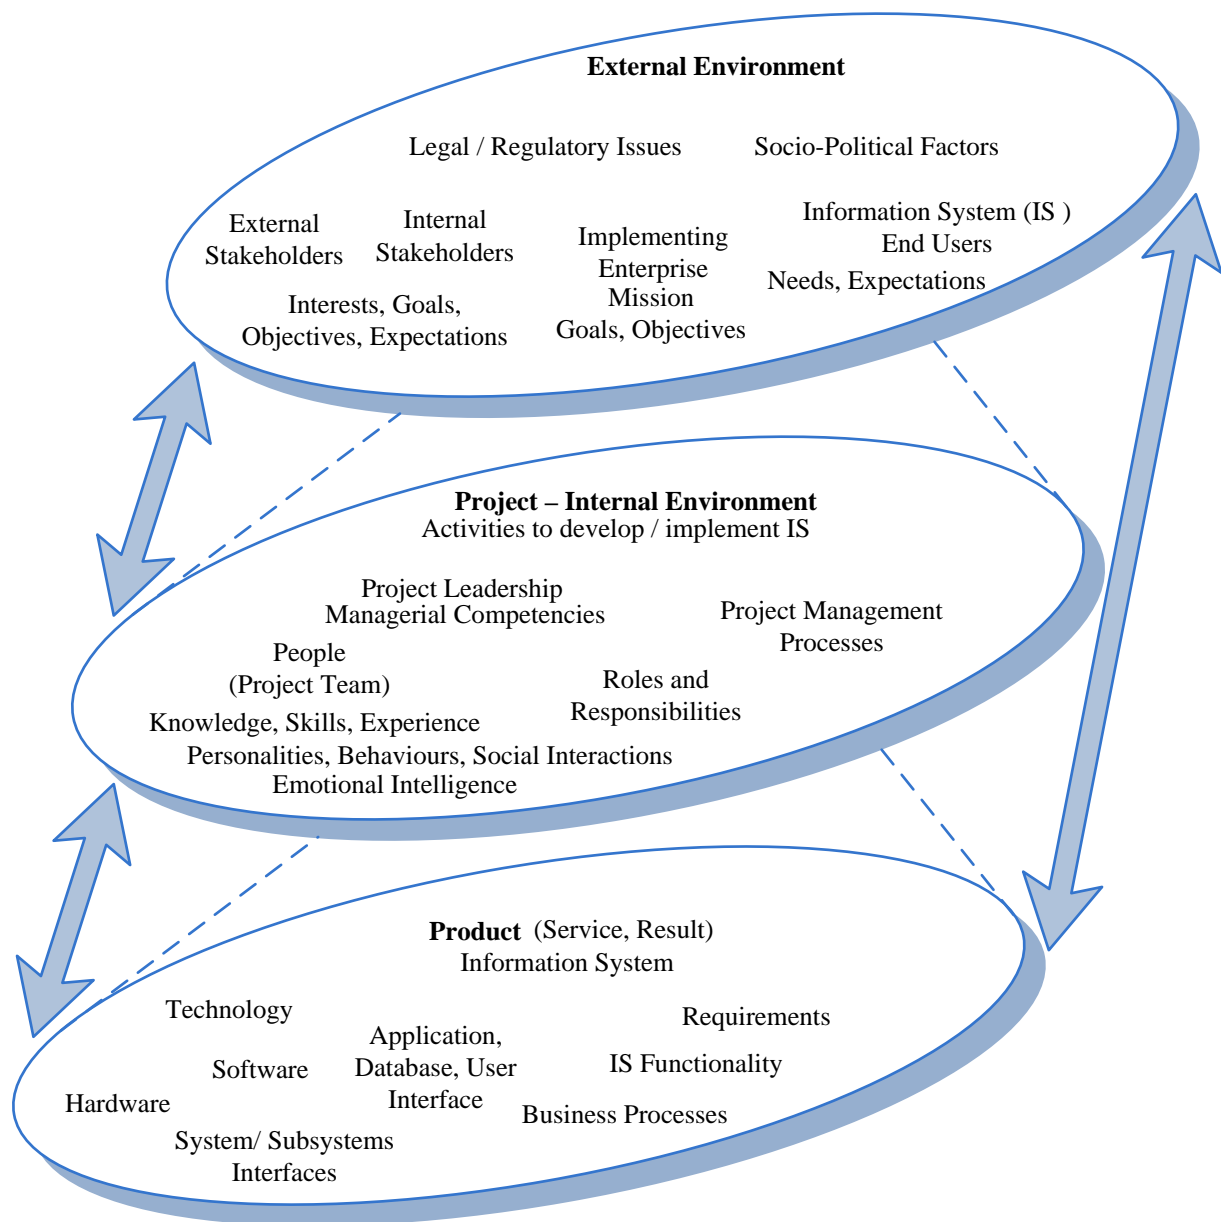 External Environment
Legal / Regulatory Issues
Socio-Political Factors
External
Stakeholders
Internal
Stakeholders
Interests, Goals,
Objectives, Expectations
Implementing
Enterprise
Mission
Goals, Objectives
Information System (IS )
End Users
Needs, Expectations
Project – Internal Environment
Activities to develop / implement IS
Project Leadership
Managerial Competencies
Project Management
Processes
People
(Project Team)
Roles and
Responsibilities
Knowledge, Skills, Experience
Personalities, Behaviours, Social Interactions
Emotional Intelligence
Product (Service, Result)
Information System
Technology
Software
Hardware
Application,
Database, User
Interface
Requirements
IS Functionality
Business Processes
System/ Subsystems
Interfaces